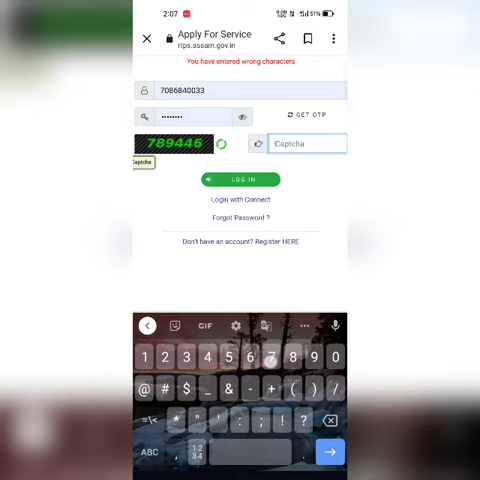 2:07 51%
Apply For Service
rtps.assam.gov.in
You have entered wrong characters
7086840033
•••••••• GET OTP
789446 Captcha
Captcha
LOG IN
Login with Connect
Forgot Password ?
Don't have an account? Register HERE
GIF
1 2 3 4 5 6 7 8 9 0
@ # $ _ & - + ( ) /
=\< * " ' : ; ! ?
ABC , 1 2 3 4 .